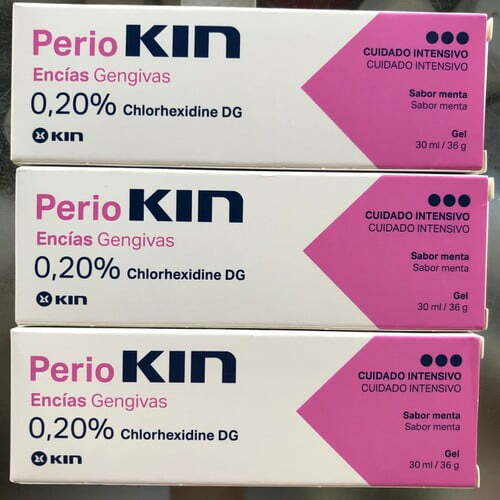 Perio KIN
Encías Gengivas
0,20% Chlorhexidine DG
KIN
CUIDADO INTENSIVO
CUIDADO INTENSIVO
Sabor menta
Sabor menta
Gel
30 ml / 36 g
Perio KIN
Encías Gengivas
0,20% Chlorhexidine DG
KIN
CUIDADO INTENSIVO
CUIDADO INTENSIVO
Sabor menta
Sabor menta
Gel
30 ml / 36 g
Perio KIN
Encías Gengivas
0,20% Chlorhexidine DG
KIN
CUIDADO INTENSIVO
CUIDADO INTENSIVO
Sabor menta
Sabor menta
Gel
30 ml / 36 g